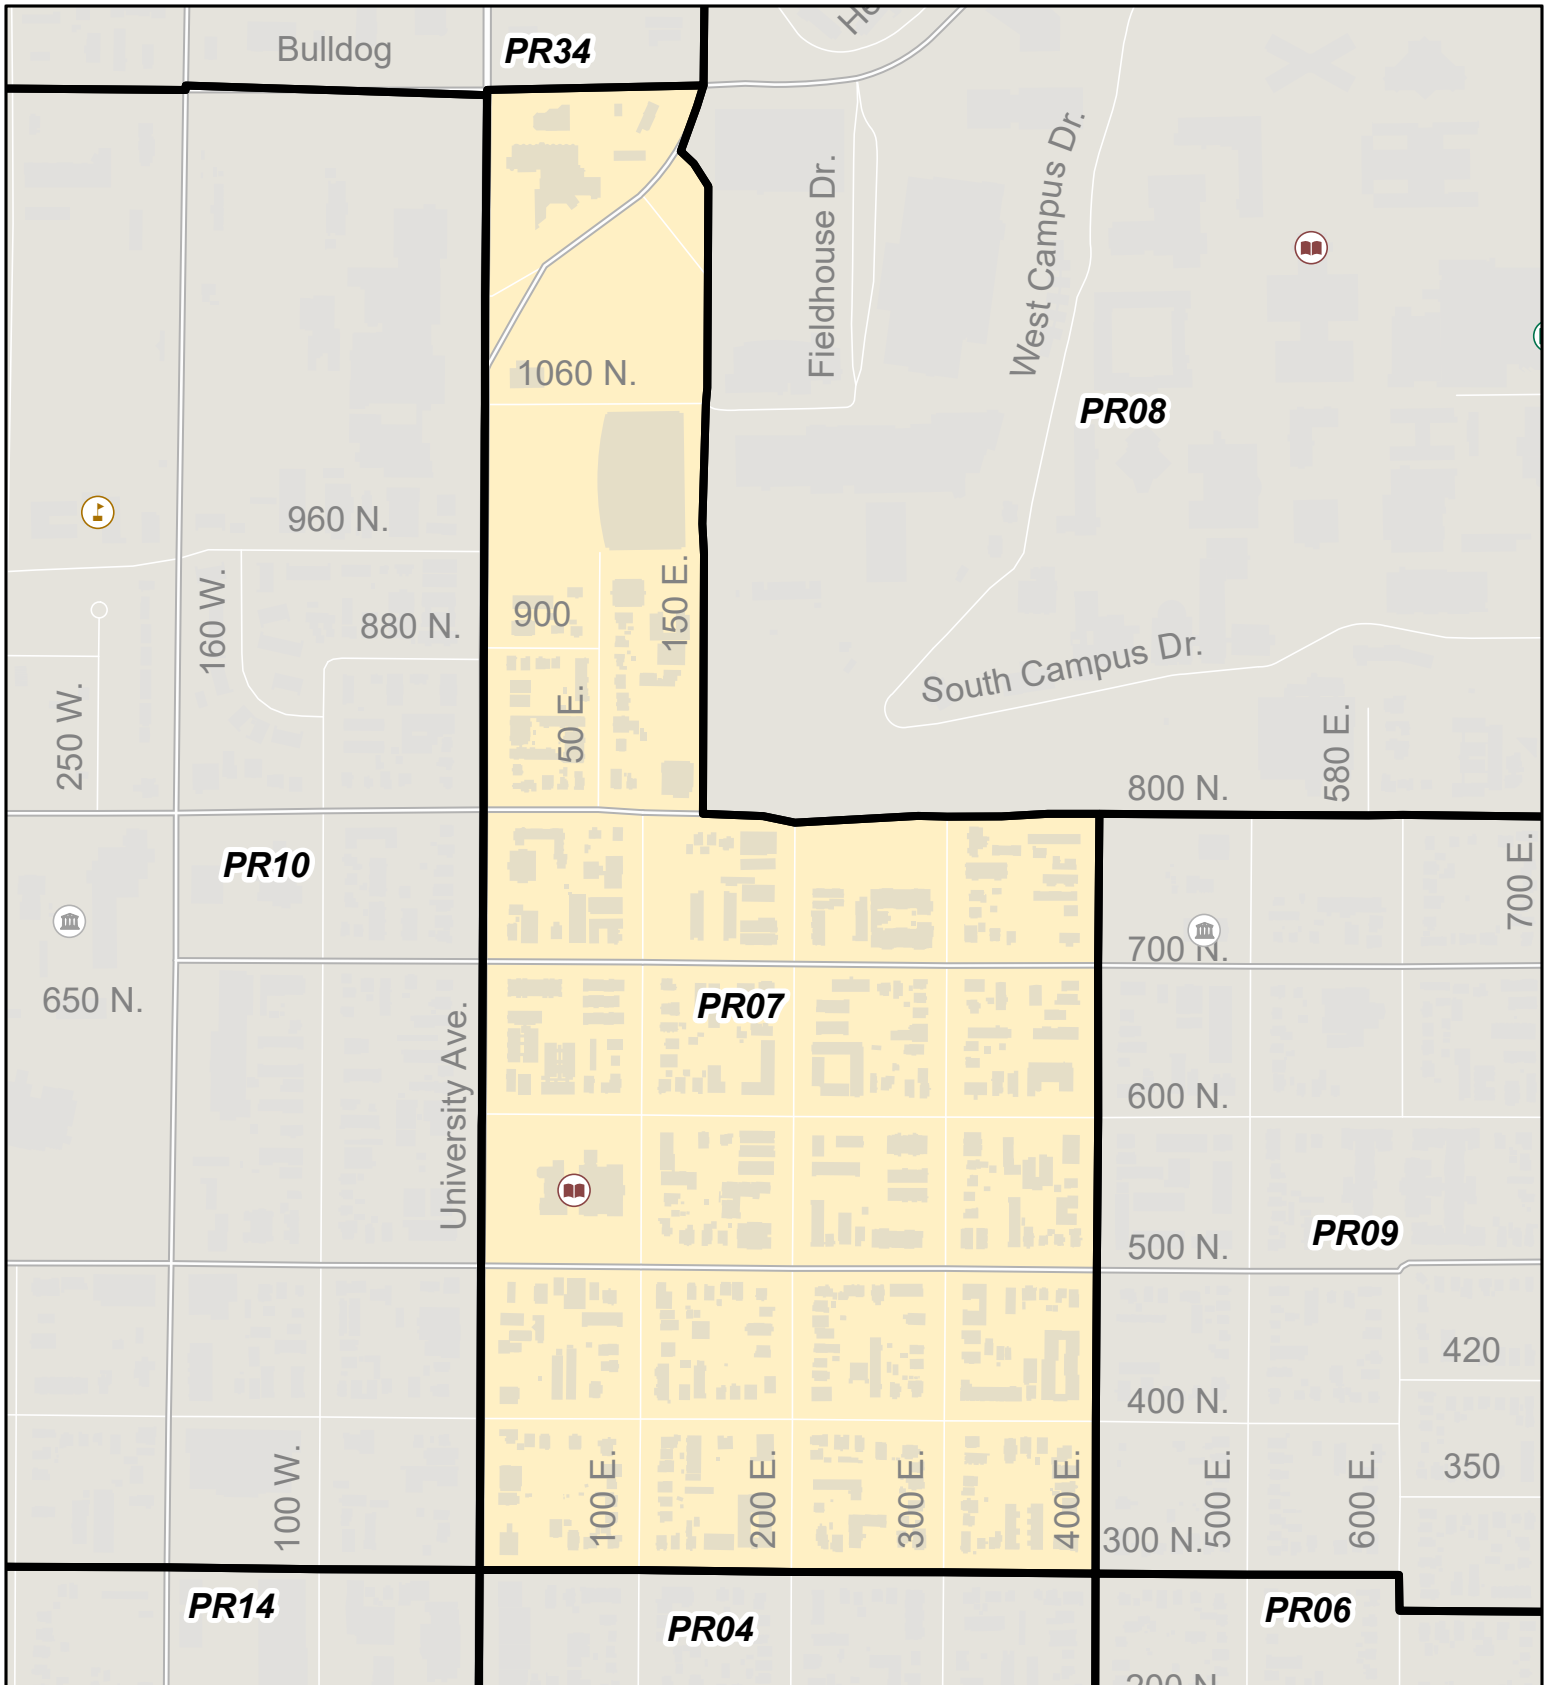 Bulldog
PR34
Fieldhouse Dr.
West Campus Dr.
1060 N.
PR08
960 N.
160 W.
880 N.
900
150 E.
250 W.
50 E.
South Campus Dr.
580 E.
800 N.
PR10
700 E.
700 N.
650 N.
PR07
University Ave.
600 N.
500 N.
PR09
420
400 N.
350
100 W.
100 E.
200 E.
300 E.
400 E.
500 E.
600 E.
300 N.
PR14
PR04
PR06
200 N.